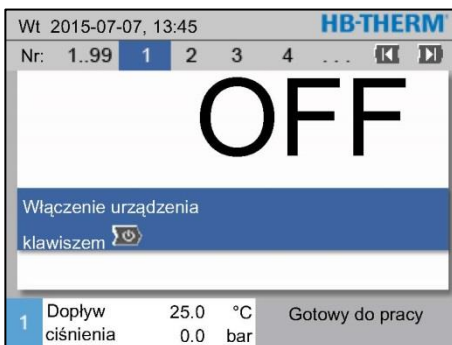 Wt 2015-07-07, 13:45 HB-THERM
Nr: 1..99 1 2 3 4 ...
OFF
Włączenie urządzenia
klawiszem
1 Dopływ 25.0 °C Gotowy do pracy
ciśnienia 0.0 bar